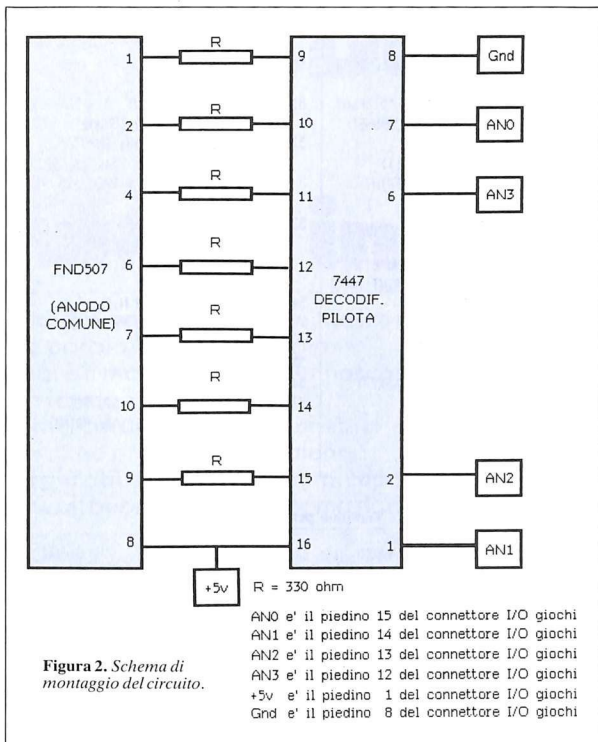 R
1
9
8
Gnd
R
2
10
7
AN0
R
4
11
6
AN3
R
FND507
6
12
7447
(ANODO
DECODIF.
COMUNE)
PILOTA
R
7
13
R
10
14
R
9
15
2
AN2
8
16
1
AN1
+5v
R = 330 ohm
AN0 e' il piedino 15 del connettore I/O giochi
AN1 e' il piedino 14 del connettore I/O giochi
AN2 e' il piedino 13 del connettore I/O giochi
AN3 e' il piedino 12 del connettore I/O giochi
+5v e' il piedino 1 del connettore I/O giochi
Gnd e' il piedino 8 del connettore I/O giochi
Figura 2. Schema di
montaggio del circuito.